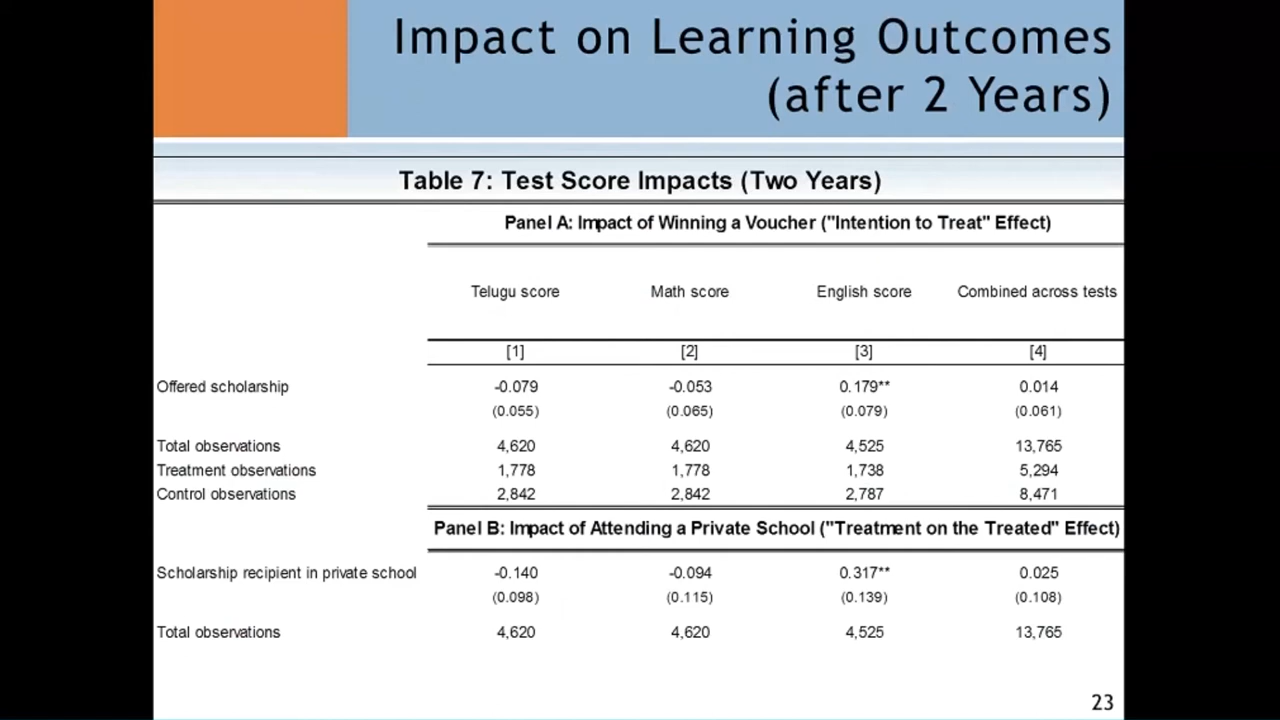 Impact on Learning Outcomes
(after 2 Years)
Table 7: Test Score Impacts (Two Years)
Panel A: Impact of Winning a Voucher ("Intention to Treat" Effect)
Telugu score Math score English score Combined across tests
[1] [2] [3] [4]
Offered scholarship -0.079 -0.053 0.179** 0.014
(0.055) (0.065) (0.079) (0.061)
Total observations 4,620 4,620 4,525 13,765
Treatment observations 1,778 1,778 1,738 5,294
Control observations 2,842 2,842 2,787 8,471
Panel B: Impact of Attending a Private School ("Treatment on the Treated" Effect)
Scholarship recipient in private school -0.140 -0.094 0.317** 0.025
(0.098) (0.115) (0.139) (0.108)
Total observations 4,620 4,620 4,525 13,765
23